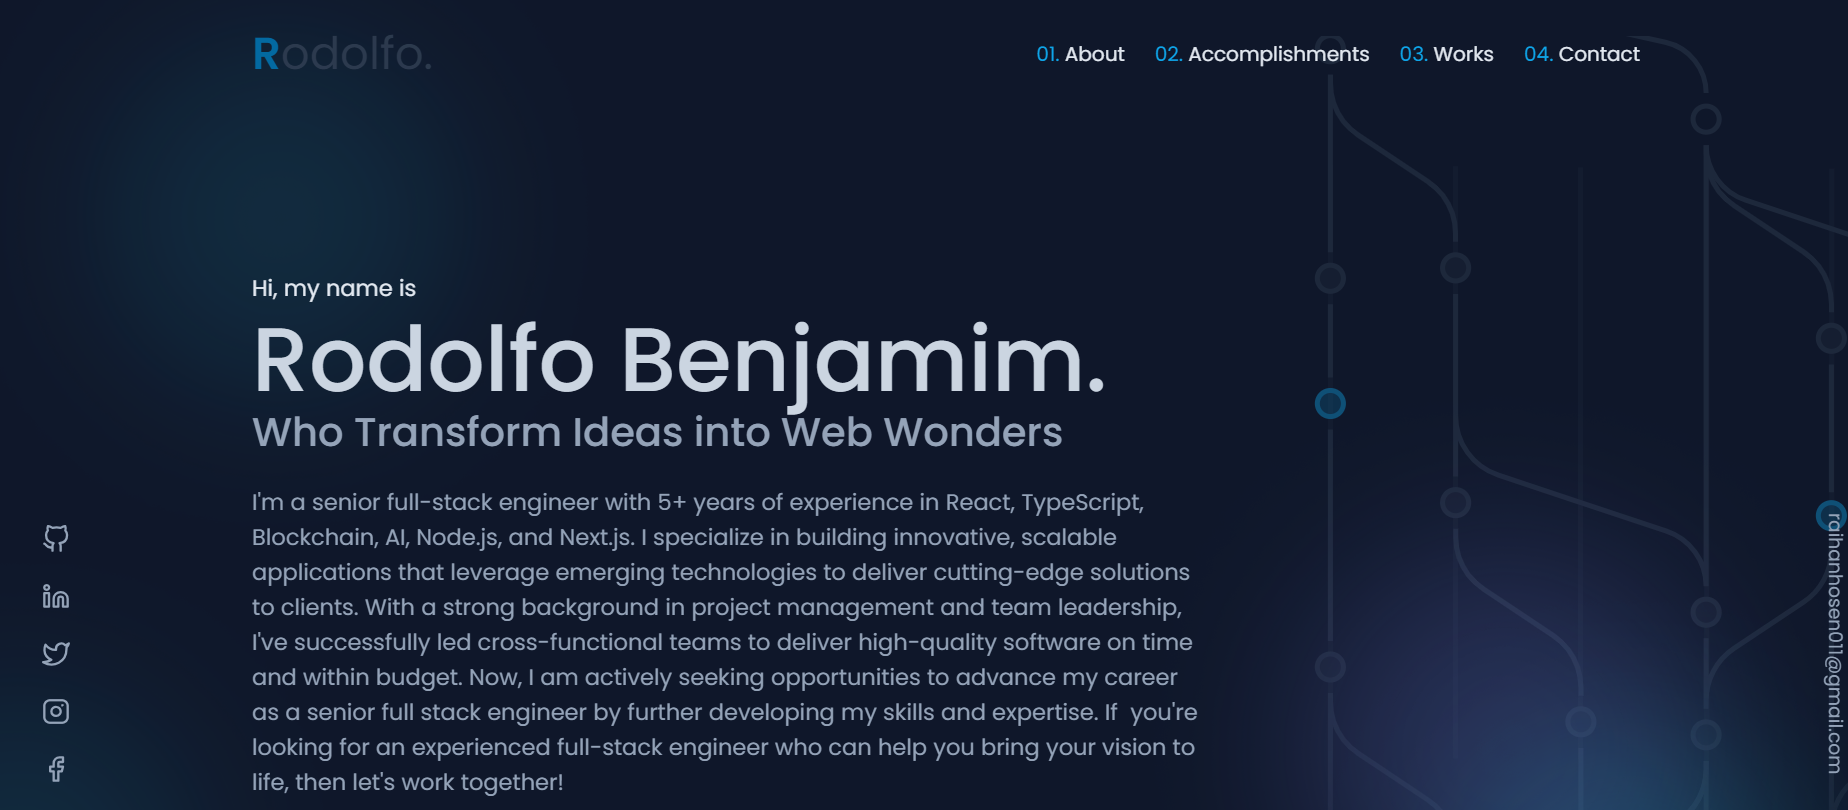 Rodolfo.
01. About 02. Accomplishments 03. Works 04. Contact
Hi, my name is
Rodolfo Benjamim.
Who Transform Ideas into Web Wonders
I'm a senior full-stack engineer with 5+ years of experience in React, TypeScript,
Blockchain, AI, Node.js, and Next.js. I specialize in building innovative, scalable
applications that leverage emerging technologies to deliver cutting-edge solutions
to clients. With a strong background in project management and team leadership,
I've successfully led cross-functional teams to deliver high-quality software on time
and within budget. Now, I am actively seeking opportunities to advance my career
as a senior full stack engineer by further developing my skills and expertise. If  you're
looking for an experienced full-stack engineer who can help you bring your vision to
life, then let's work together!
raihanhosen011@gmail.com